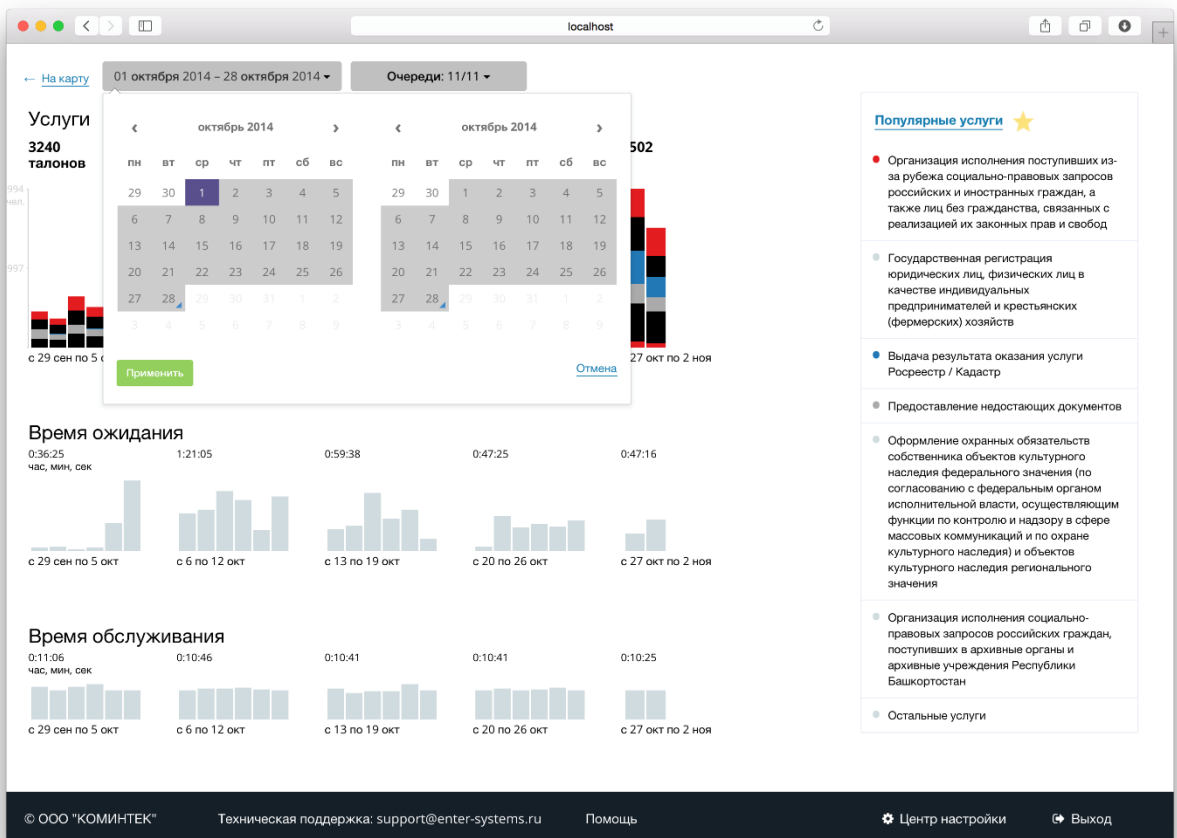 localhost
← На карту
01 октября 2014 – 28 октября 2014
Очереди: 11/11
Услуги
3240
талонов
994
чел.
997
с 29 сен по 5 о
‹ октябрь 2014 ›
пн вт ср чт пт сб вс
29 30 1 2 3 4 5
6 7 8 9 10 11 12
13 14 15 16 17 18 19
20 21 22 23 24 25 26
27 28 29 30 31 1 2
3 4 5 6 7 8 9
‹ октябрь 2014 ›
пн вт ср чт пт сб вс
29 30 1 2 3 4 5
6 7 8 9 10 11 12
13 14 15 16 17 18 19
20 21 22 23 24 25 26
27 28 29 30 31 1 2
3 4 5 6 7 8 9
Применить
Отмена
502
27 окт по 2 ноя
Время ожидания
0:36:25 1:21:05 0:59:38 0:47:25 0:47:16
час, мин, сек
с 29 сен по 5 окт с 6 по 12 окт с 13 по 19 окт с 20 по 26 окт с 27 окт по 2 ноя
Время обслуживания
0:11:06 0:10:46 0:10:41 0:10:41 0:10:25
час, мин, сек
с 29 сен по 5 окт с 6 по 12 окт с 13 по 19 окт с 20 по 26 окт с 27 окт по 2 ноя
Популярные услуги
Организация исполнения поступивших из-
за рубежа социально-правовых запросов
российских и иностранных граждан, а
также лиц без гражданства, связанных с
реализацией их законных прав и свобод
Государственная регистрация
юридических лиц, физических лиц в
качестве индивидуальных
предпринимателей и крестьянских
(фермерских) хозяйств
Выдача результата оказания услуги
Росреестр / Кадастр
Предоставление недостающих документов
Оформление охранных обязательств
собственника объектов культурного
наследия федерального значения (по
согласованию с федеральным органом
исполнительной власти, осуществляющим
функции по контролю и надзору в сфере
массовых коммуникаций и по охране
культурного наследия) и объектов
культурного наследия регионального
значения
Организация исполнения социально-
правовых запросов российских граждан,
поступивших в архивные органы и
архивные учреждения Республики
Башкортостан
Остальные услуги
© ООО "КОМИНТЕК" Техническая поддержка: support@enter-systems.ru Помощь Центр настройки Выход